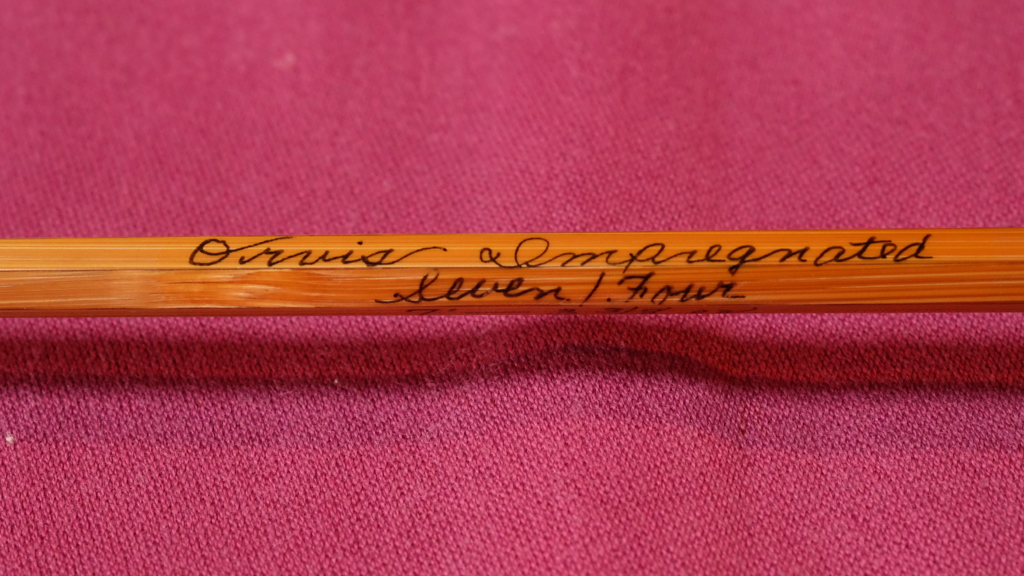 Orvis Impregnated
Seven / Four